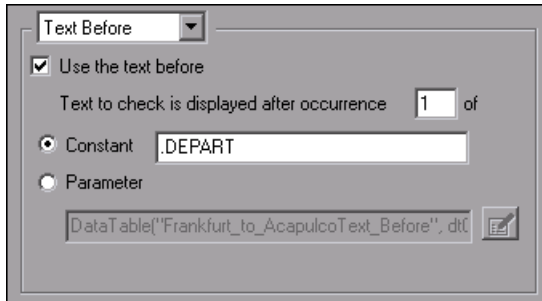 Text Before
Use the text before
Text to check is displayed after occurrence 1 of
Constant .DEPART
Parameter
DataTable("Frankfurt_to_AcapulcoText_Before", dt